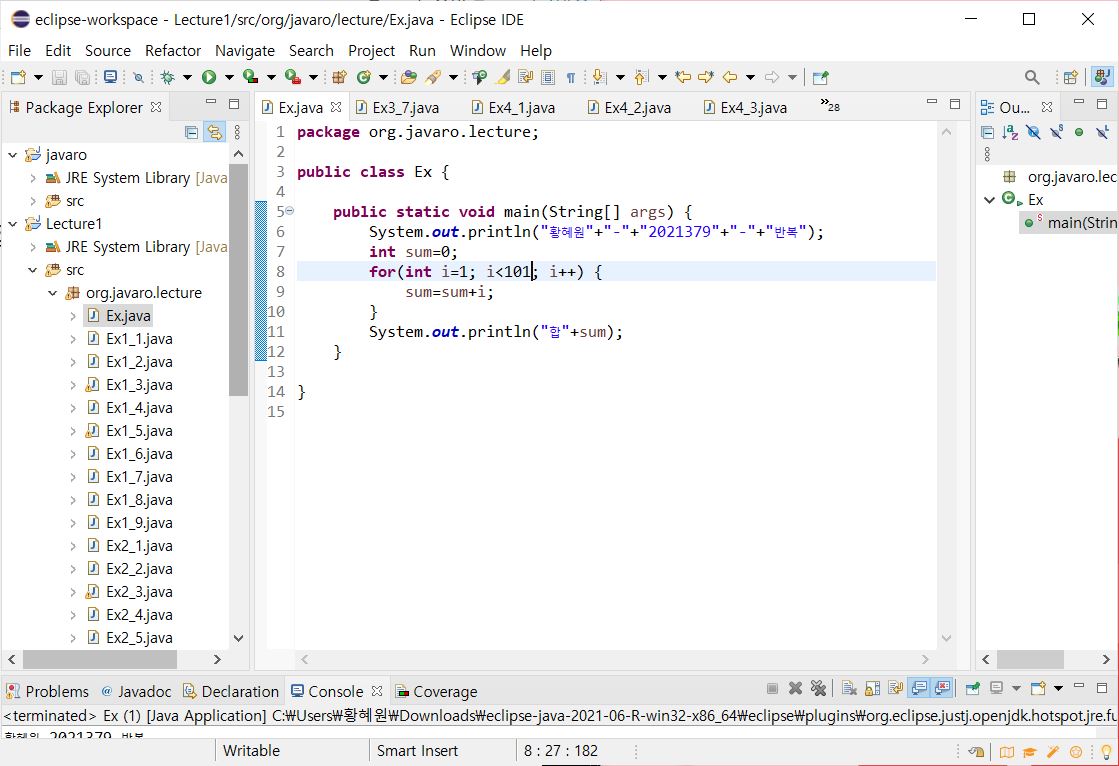 eclipse-workspace - Lecture1/src/org/javaro/lecture/Ex.java - Eclipse IDE
File Edit Source Refactor Navigate Search Project Run Window Help
Package Explorer
Ex.java Ex3_7.java Ex4_1.java Ex4_2.java Ex4_3.java »28
Ou...
javaro
JRE System Library [Java
src
Lecture1
JRE System Library [Java
src
org.javaro.lecture
Ex.java
Ex1_1.java
Ex1_2.java
Ex1_3.java
Ex1_4.java
Ex1_5.java
Ex1_6.java
Ex1_7.java
Ex1_8.java
Ex1_9.java
Ex2_1.java
Ex2_2.java
Ex2_3.java
Ex2_4.java
Ex2_5.java
1 package org.javaro.lecture;
2
3 public class Ex {
4
5 public static void main(String[] args) {
6 System.out.println("황혜원"+"-"+"2021379"+"-"+"반복");
7 int sum=0;
8 for(int i=1; i<101; i++) {
9 sum=sum+i;
10 }
11 System.out.println("합"+sum);
12 }
13
14 }
15
org.javaro.lec
Ex
main(Strin
Problems @ Javadoc Declaration Console Coverage
<terminated> Ex (1) [Java Application] C:₩Users₩황혜원₩Downloads₩eclipse-java-2021-06-R-win32-x86_64₩eclipse₩plugins₩org.eclipse.justj.openjdk.hotspot.jre.fu
황혜원-2021379-반복
Writable Smart Insert 8 : 27 : 182